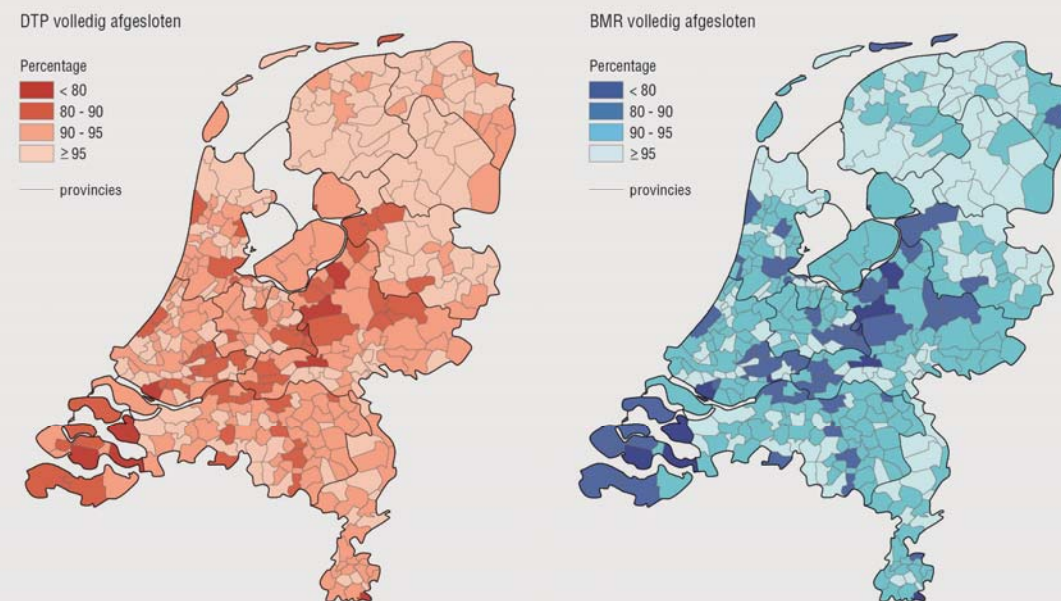 DTP volledig afgesloten
Percentage
< 80
80 - 90
90 - 95
≥ 95
provincies
BMR volledig afgesloten
Percentage
< 80
80 - 90
90 - 95
≥ 95
provincies